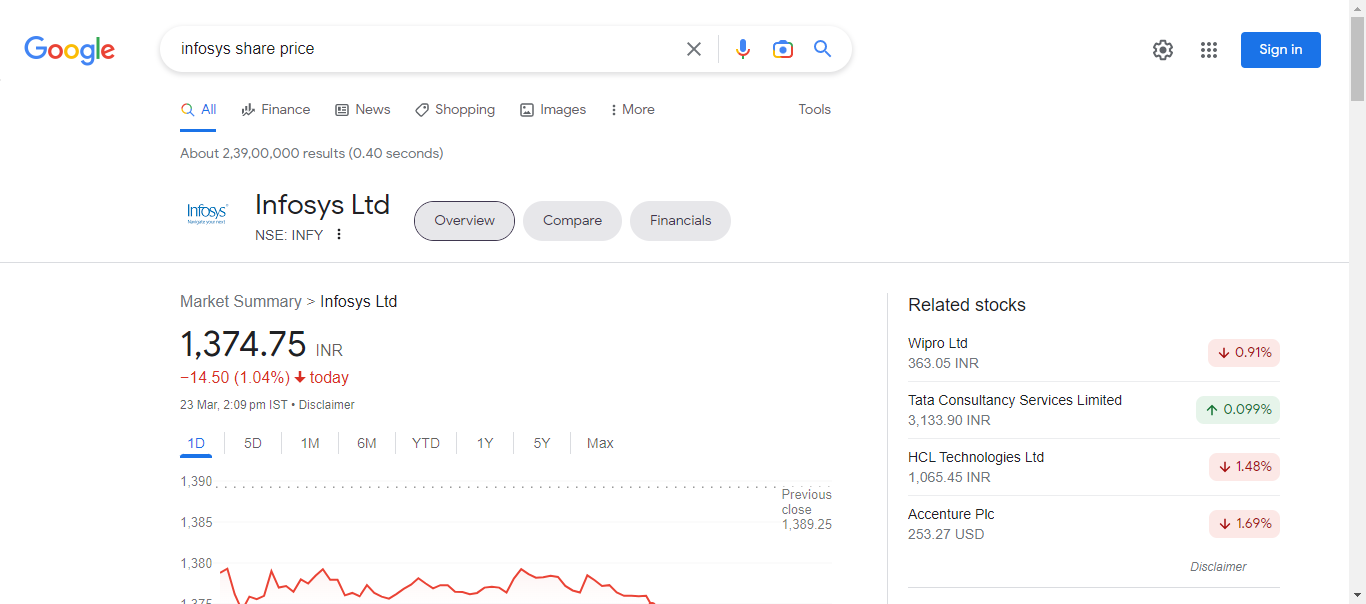 Google
infosys share price
Sign in
All
Finance
News
Shopping
Images
More
Tools
About 2,39,00,000 results (0.40 seconds)
Infosys
Navigate your next
Infosys Ltd
NSE: INFY
Overview
Compare
Financials
Market Summary > Infosys Ltd
1,374.75 INR
−14.50 (1.04%) ↓ today
23 Mar, 2:09 pm IST • Disclaimer
1D
5D
1M
6M
YTD
1Y
5Y
Max
1,390
1,385
1,380
1,375
Previous
close
1,389.25
Related stocks
Wipro Ltd
363.05 INR
↓ 0.91%
Tata Consultancy Services Limited
3,133.90 INR
↑ 0.099%
HCL Technologies Ltd
1,065.45 INR
↓ 1.48%
Accenture Plc
253.27 USD
↓ 1.69%
Disclaimer